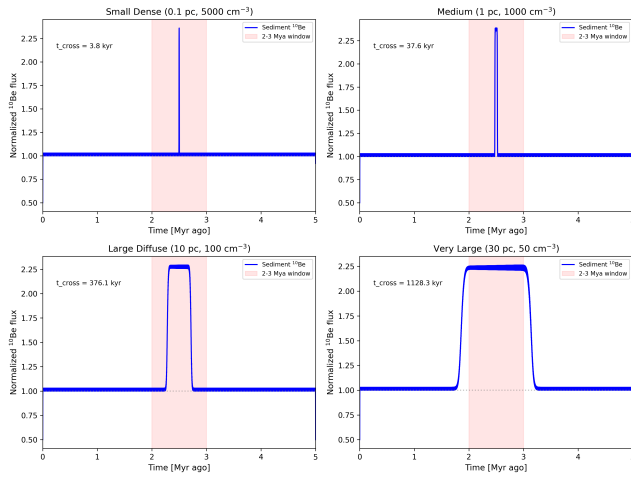 Small Dense (0.1 pc, 5000 cm⁻³)
Normalized ¹⁰Be flux
2.25
2.00
1.75
1.50
1.25
1.00
0.75
0.50
t_cross = 3.8 kyr
Sediment ¹⁰Be
2-3 Mya window
0 1 2 3 4 5
Time [Myr ago]
Medium (1 pc, 1000 cm⁻³)
Normalized ¹⁰Be flux
2.25
2.00
1.75
1.50
1.25
1.00
0.75
0.50
t_cross = 37.6 kyr
Sediment ¹⁰Be
2-3 Mya window
0 1 2 3 4
Time [Myr ago]
Large Diffuse (10 pc, 100 cm⁻³)
Normalized ¹⁰Be flux
2.25
2.00
1.75
1.50
1.25
1.00
0.75
0.50
t_cross = 376.1 kyr
Sediment ¹⁰Be
2-3 Mya window
0 1 2 3 4 5
Time [Myr ago]
Very Large (30 pc, 50 cm⁻³)
Normalized ¹⁰Be flux
2.25
2.00
1.75
1.50
1.25
1.00
0.75
0.50
t_cross = 1128.3 kyr
Sediment ¹⁰Be
2-3 Mya window
0 1 2 3 4
Time [Myr ago]